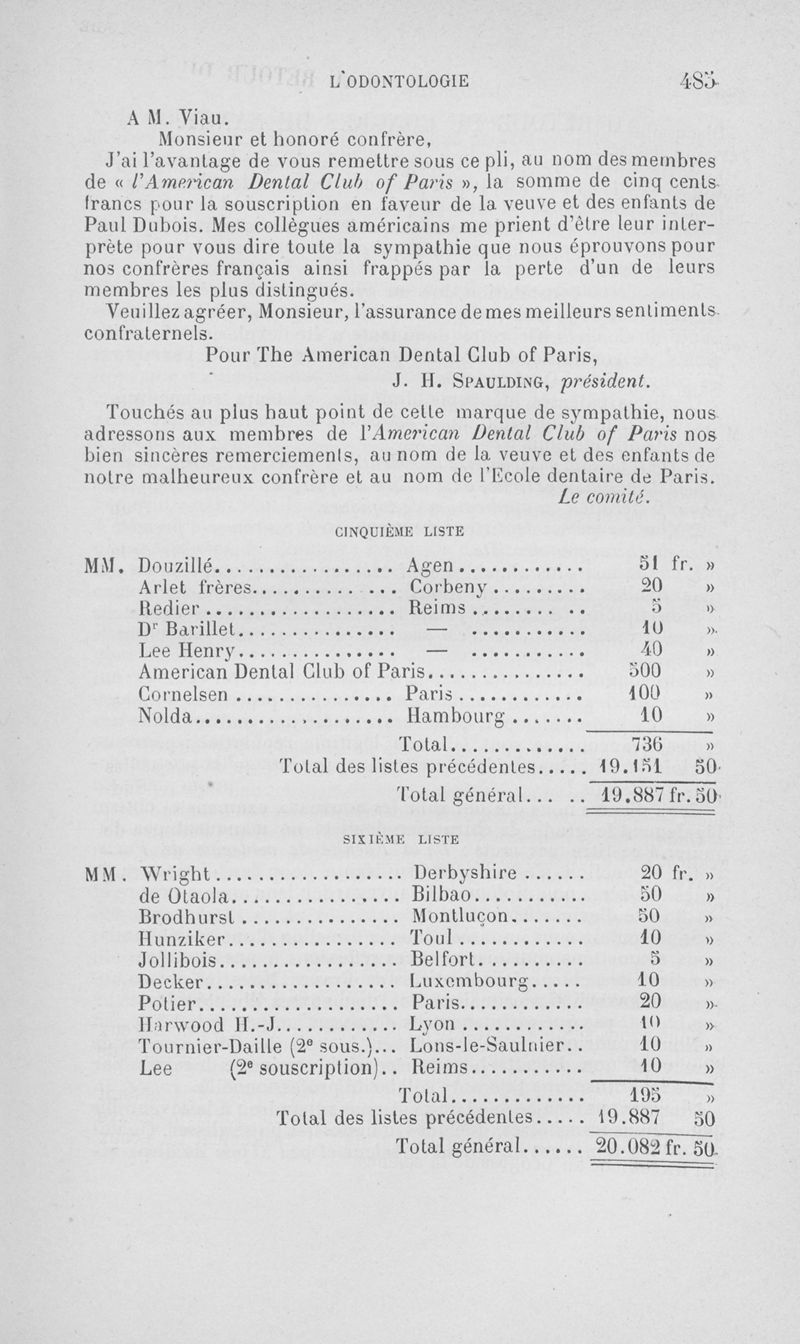 L'ODONTOLOGIE 485
A M. Viau.
Monsieur et honoré confrère,
J'ai l'avantage de vous remettre sous ce pli, au nom des membres
de « l'American Dental Club of Paris », la somme de cinq cents
francs pour la souscription en faveur de la veuve et des enfants de
Paul Dubois. Mes collègues américains me prient d'être leur inter-
prète pour vous dire toute la sympathie que nous éprouvons pour
nos confrères français ainsi frappés par la perte d'un de leurs
membres les plus distingués.
Veuillez agréer, Monsieur, l'assurance de mes meilleurs sentiments
confraternels.
Pour The American Dental Club of Paris,
J. H. SPAULDING, président.
Touchés au plus haut point de cette marque de sympathie, nous
adressons aux membres de l'American Dental Club of Paris nos
bien sincères remerciements, au nom de la veuve et des enfants de
notre malheureux confrère et au nom de l'Ecole dentaire de Paris.
Le comité.
CINQUIÈME LISTE
MM. Douzillé................. Agen............ 51 fr. »
Arlet frères.............. Corbeny......... 20 »
Redier.................. Reims.......... 5 »
Dr Barillet............... — ........... 10 »
Lee Henry............... — ........... 40 »
American Dental Club of Paris............... 500 »
Cornelsen............... Paris............ 100 »
Nolda................... Hambourg....... 10 »
Total............. 736 »
Total des listes précédentes..... 19.151 50
Total général...... 19.887 fr. 50
SIXIÈME LISTE
MM. Wright.................. Derbyshire...... 20 fr. »
de Otaola................ Bilbao........... 50 »
Brodhurst............... Montluçon....... 50 »
Hunziker................ Toul............ 10 »
Jollibois................. Belfort.......... 5 »
Decker.................. Luxembourg..... 10 »
Potier................... Paris............ 20 »
Harwood H.-J............ Lyon............ 10 »
Tournier-Daille (2e sous.)... Lons-le-Saulnier.. 10 »
Lee (2e souscription).. Reims........... 10 »
Total............. 195 »
Total des listes précédentes..... 19.887 50
Total général...... 20.082 fr. 50